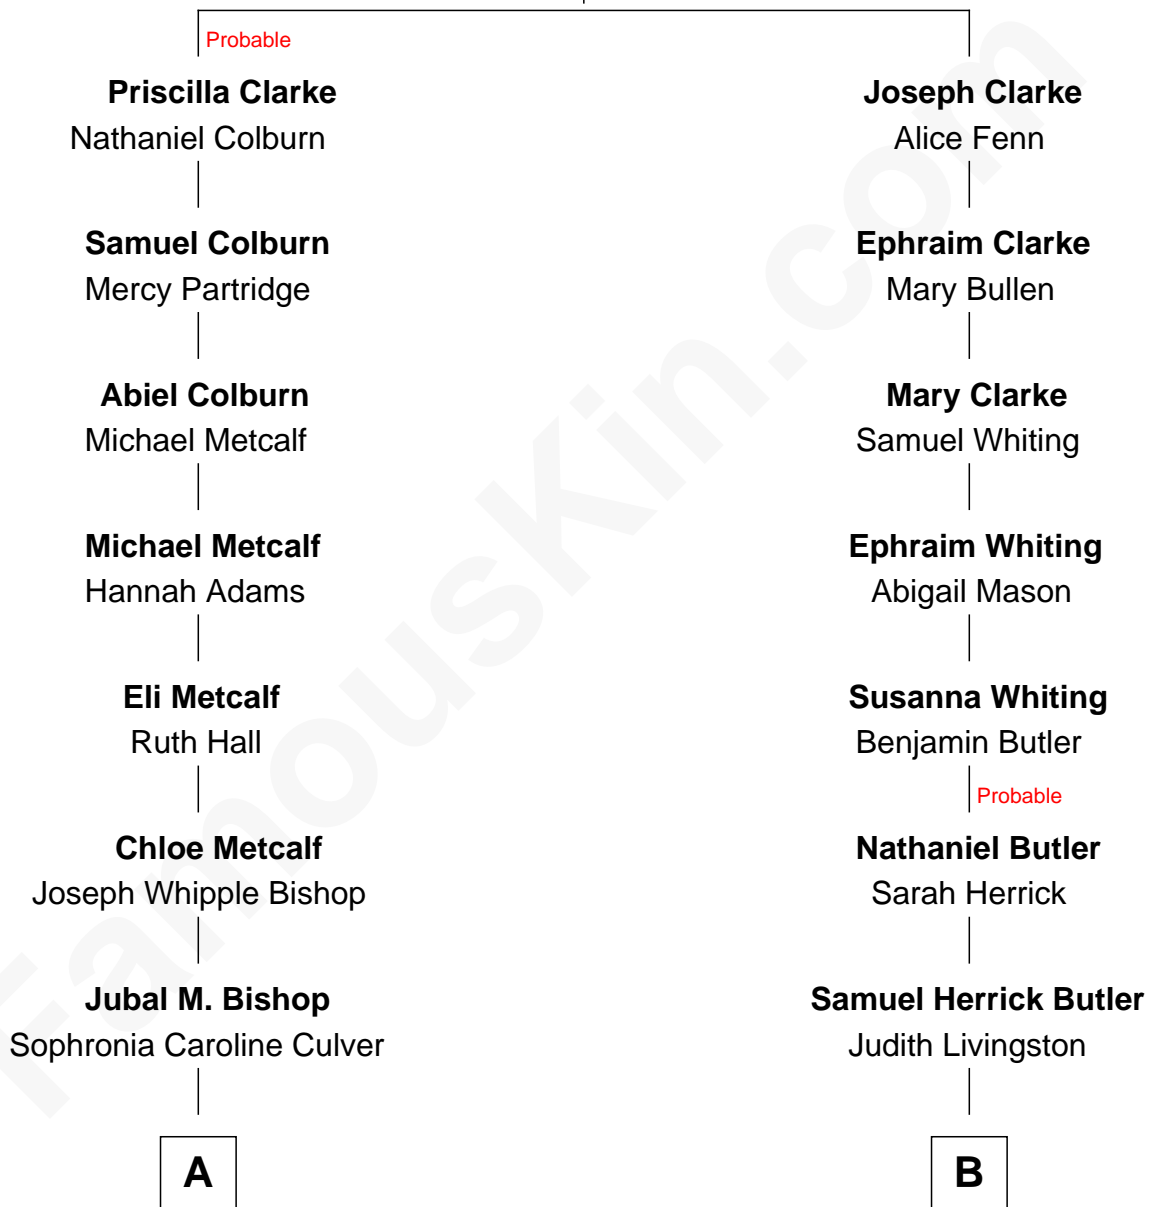 Probable
Priscilla Clarke
Nathaniel Colburn
Samuel Colburn
Mercy Partridge
Abiel Colburn
Michael Metcalf
Michael Metcalf
Hannah Adams
Eli Metcalf
Ruth Hall
Chloe Metcalf
Joseph Whipple Bishop
Jubal M. Bishop
Sophronia Caroline Culver
A
Joseph Clarke
Alice Fenn
Ephraim Clarke
Mary Bullen
Mary Clarke
Samuel Whiting
Ephraim Whiting
Abigail Mason
Susanna Whiting
Benjamin Butler
Probable
Nathaniel Butler
Sarah Herrick
Samuel Herrick Butler
Judith Livingston
B
FamousKin.com